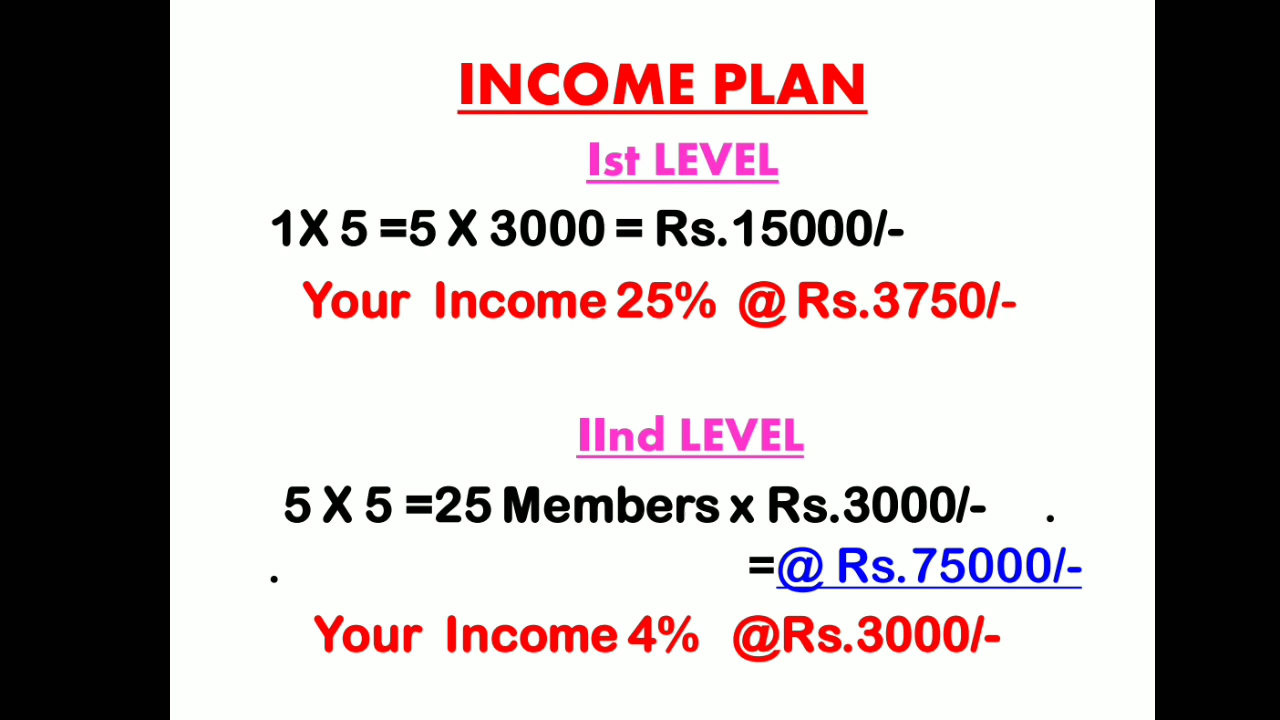 INCOME PLAN
Ist LEVEL
1X 5 =5 X 3000 = Rs.15000/-
Your Income 25% @ Rs.3750/-
IInd LEVEL
5 X 5 =25 Members x Rs.3000/- .
. =@ Rs.75000/-
Your Income 4% @Rs.3000/-